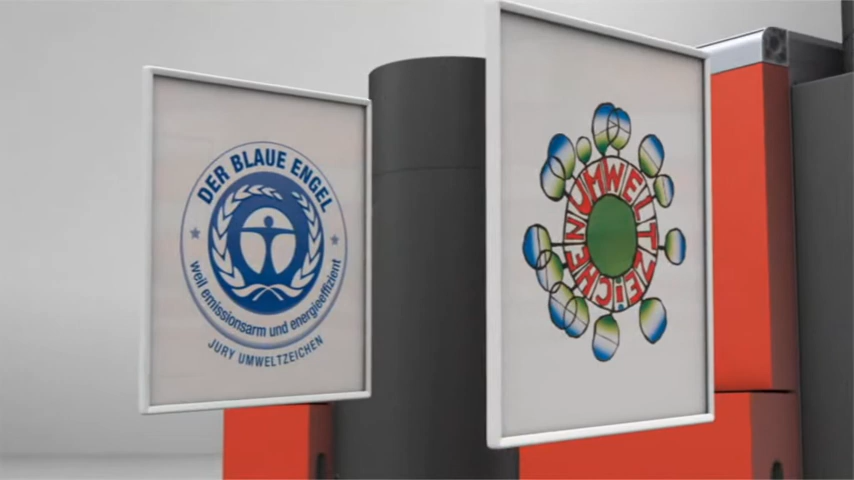 DER BLAUE ENGEL
weil emissionsarm und energieeffizient
JURY UMWELTZEICHEN
UMWELTZEICHEN